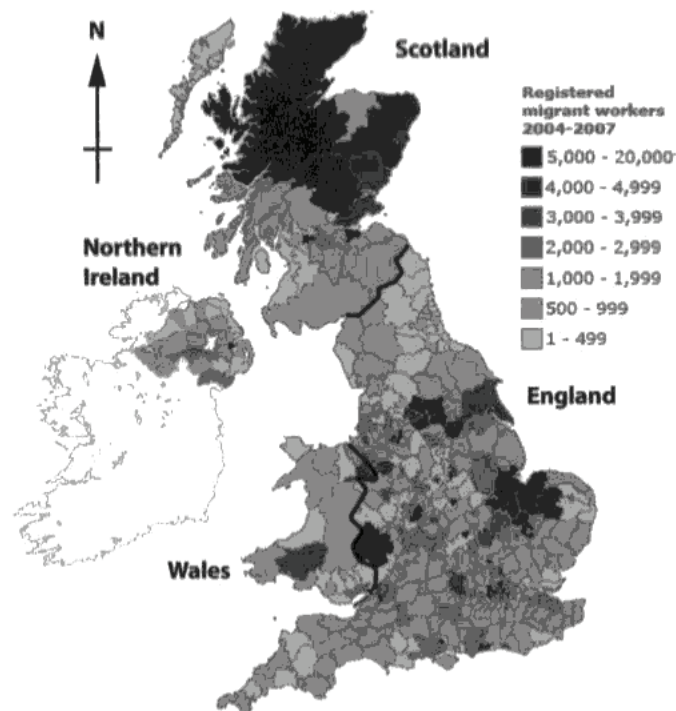 N
Scotland
Registered
migrant workers
2004-2007
5,000 - 20,000
4,000 - 4,999
3,000 - 3,999
2,000 - 2,999
1,000 - 1,999
500 - 999
1 - 499
Northern
Ireland
England
Wales